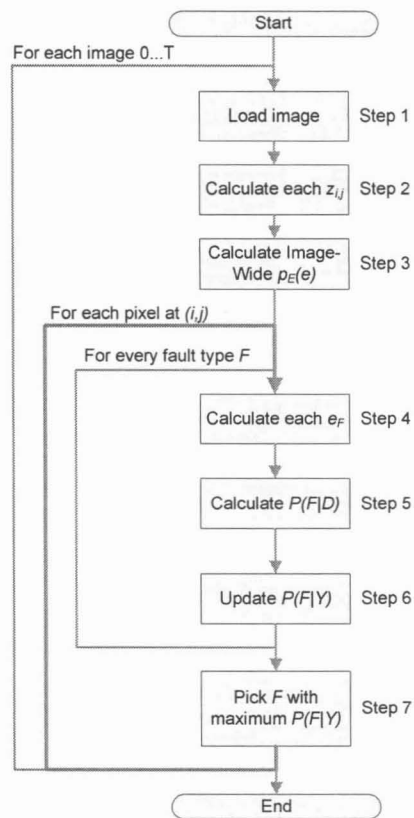 Start
For each image 0...T
Load image
Step 1
Calculate each z_{i,j}
Step 2
Calculate Image-
Wide p_E(e)
Step 3
For each pixel at (i,j)
For every fault type F
Calculate each e_F
Step 4
Calculate P(F|D)
Step 5
Update P(F|Y)
Step 6
Pick F with
maximum P(F|Y)
Step 7
End